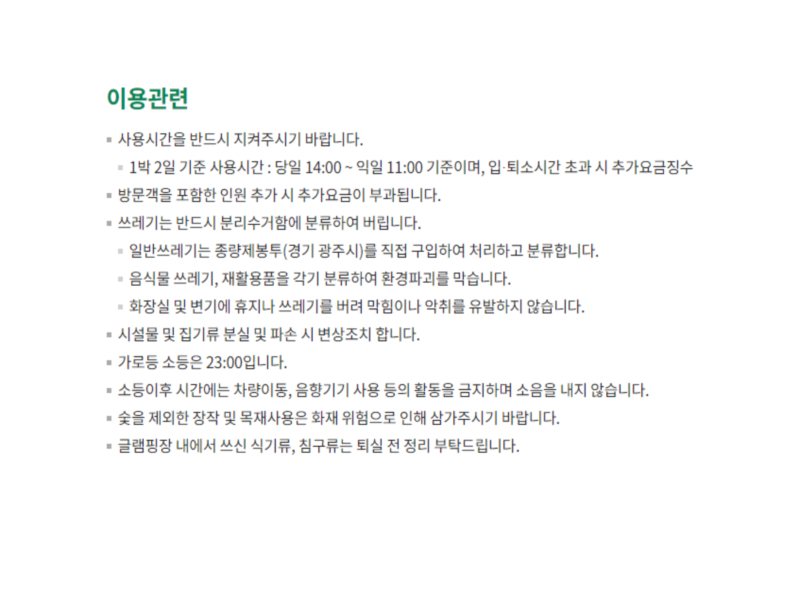 이용관련
사용시간을 반드시 지켜주시기 바랍니다.
1박 2일 기준 사용시간 : 당일 14:00 ~ 익일 11:00 기준이며, 입·퇴소시간 초과 시 추가요금징수
방문객을 포함한 인원 추가 시 추가요금이 부과됩니다.
쓰레기는 반드시 분리수거함에 분류하여 버립니다.
일반쓰레기는 종량제봉투(경기 광주시)를 직접 구입하여 처리하고 분류합니다.
음식물 쓰레기, 재활용품을 각기 분류하여 환경파괴를 막습니다.
화장실 및 변기에 휴지나 쓰레기를 버려 막힘이나 악취를 유발하지 않습니다.
시설물 및 집기류 분실 및 파손 시 변상조치 합니다.
가로등 소등은 23:00입니다.
소등이후 시간에는 차량이동, 음향기기 사용 등의 활동을 금지하며 소음을 내지 않습니다.
숯을 제외한 장작 및 목재사용은 화재 위험으로 인해 삼가주시기 바랍니다.
글램핑장 내에서 쓰신 식기류, 침구류는 퇴실 전 정리 부탁드립니다.